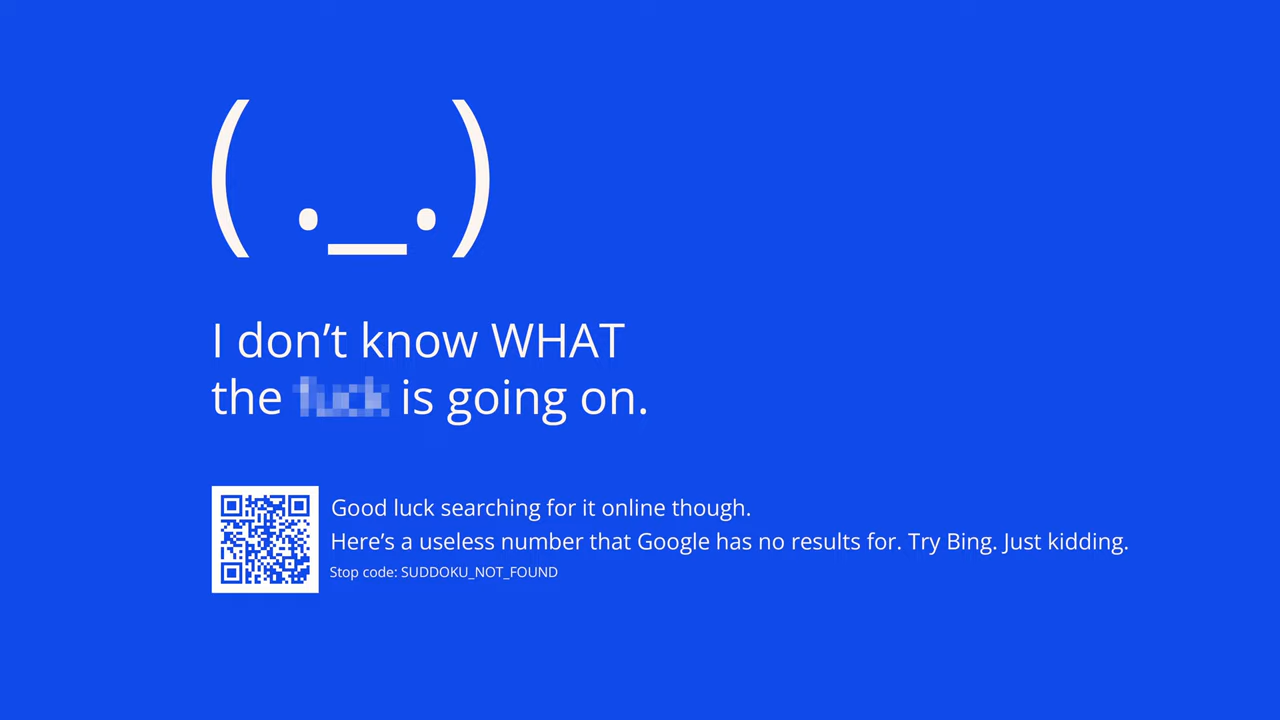 ( ._.)
I don’t know WHAT
the fuck is going on.
Good luck searching for it online though.
Here’s a useless number that Google has no results for. Try Bing. Just kidding.
Stop code: SUDDOKU_NOT_FOUND